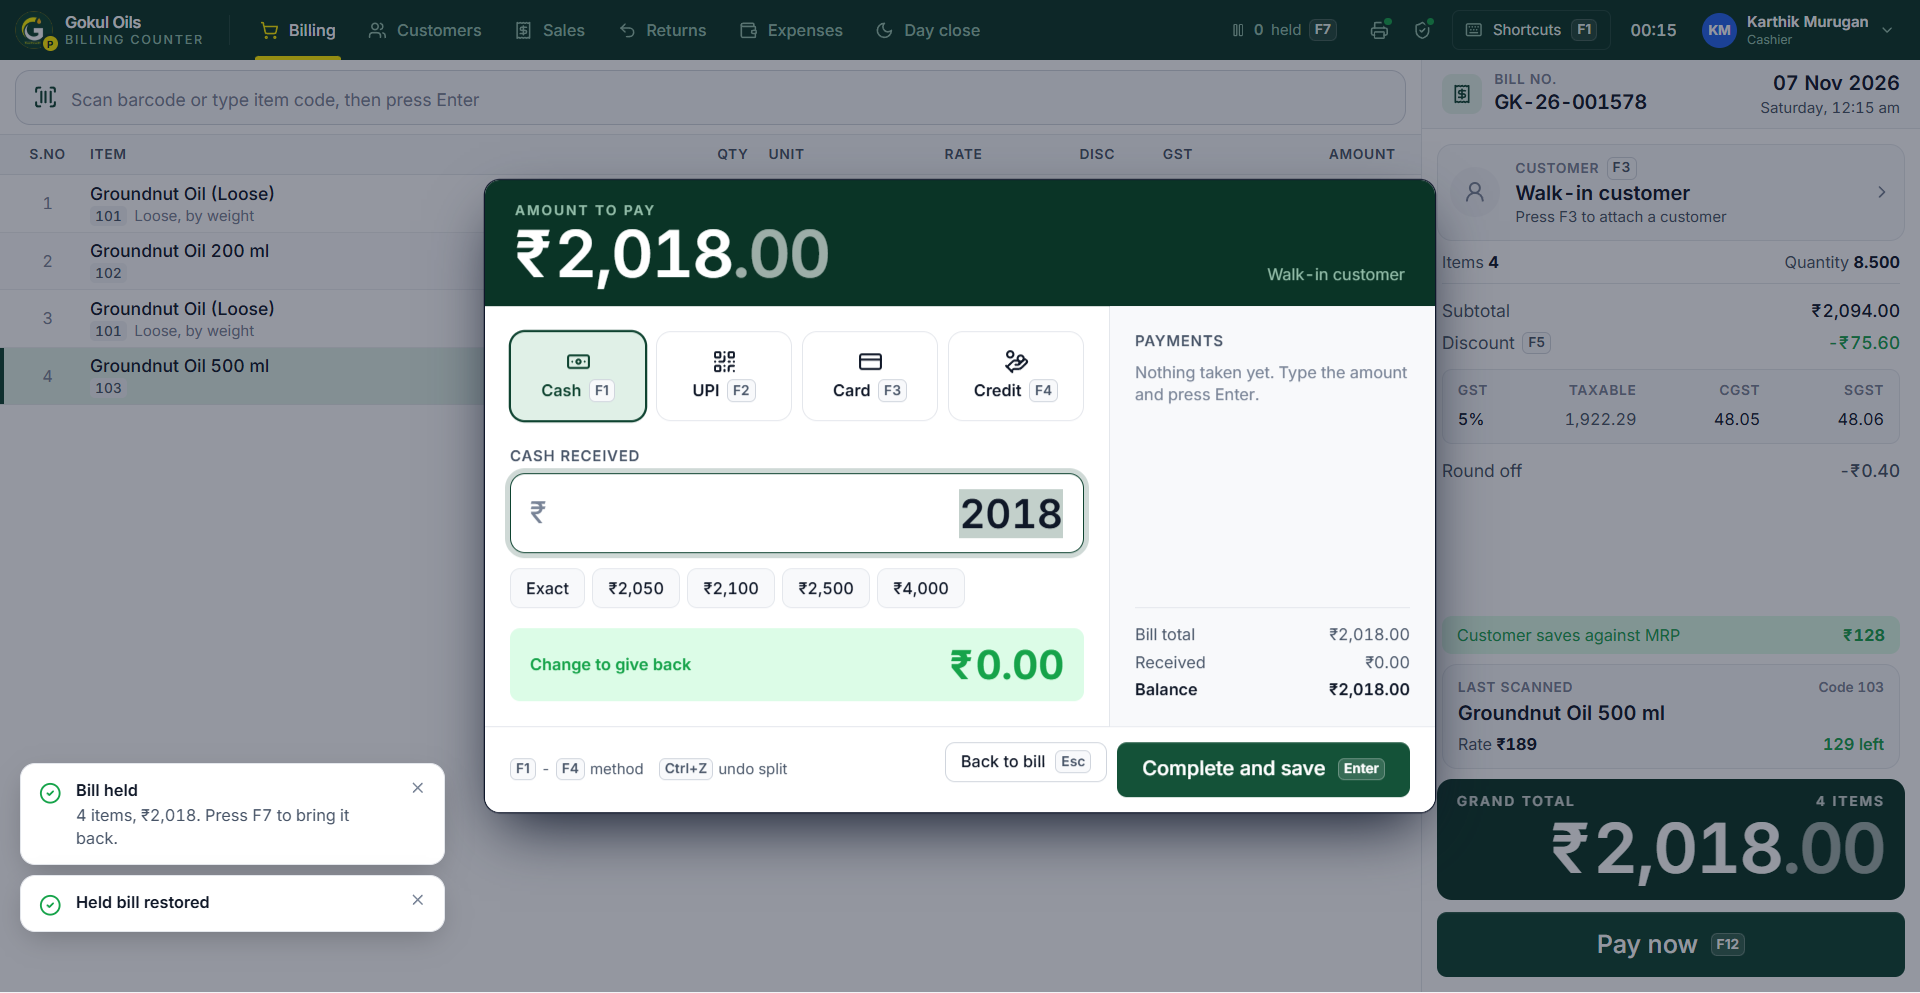 Gokul Oils
BILLING COUNTER
P
Billing
Customers
Sales
Returns
Expenses
Day close
0 held F7
Shortcuts F1
00:15
KM
Karthik Murugan
Cashier
Scan barcode or type item code, then press Enter
S.NO ITEM QTY UNIT RATE DISC GST AMOUNT
1 Groundnut Oil (Loose)
101 Loose, by weight
2 Groundnut Oil 200 ml
102
3 Groundnut Oil (Loose)
101 Loose, by weight
4 Groundnut Oil 500 ml
103
AMOUNT TO PAY
₹2,018.00
Walk-in customer
Cash F1
UPI F2
Card F3
Credit F4
CASH RECEIVED
₹ 2018
Exact ₹2,050 ₹2,100 ₹2,500 ₹4,000
Change to give back ₹0.00
PAYMENTS
Nothing taken yet. Type the amount
and press Enter.
Bill total ₹2,018.00
Received ₹0.00
Balance ₹2,018.00
F1 - F4 method Ctrl+Z undo split
Back to bill Esc
Complete and save Enter
Bill held
4 items, ₹2,018. Press F7 to bring it
back.
Held bill restored
BILL NO.
GK-26-001578
07 Nov 2026
Saturday, 12:15 am
CUSTOMER F3
Walk-in customer
Press F3 to attach a customer
Items 4 Quantity 8.500
Subtotal ₹2,094.00
Discount F5 -₹75.60
GST TAXABLE CGST SGST
5% 1,922.29 48.05 48.06
Round off -₹0.40
Customer saves against MRP ₹128
LAST SCANNED Code 103
Groundnut Oil 500 ml
Rate ₹189 129 left
GRAND TOTAL 4 ITEMS
₹2,018.00
Pay now F12